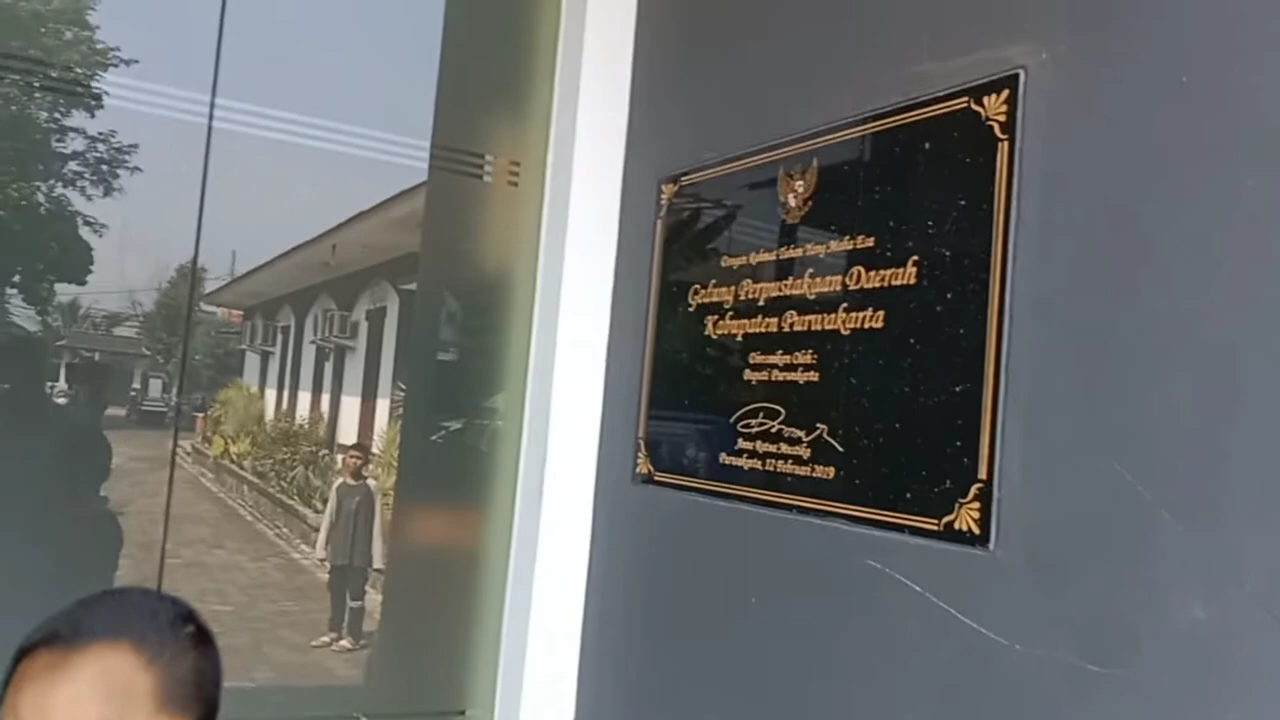 Dengan Rahmat Tuhan Yang Maha Esa
Gedung Perpustakaan Daerah
Kabupaten Purwakarta
Diresmikan Oleh :
Bupati Purwakarta
Anne Ratna Mustika
Purwakarta, 12 Februari 2019